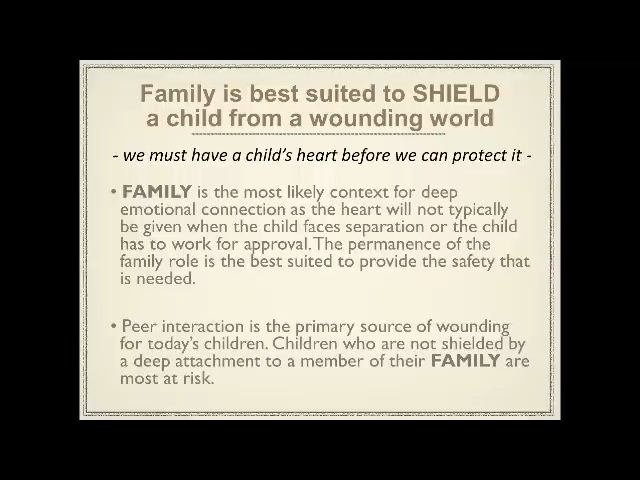 Family is best suited to SHIELD
a child from a wounding world
- we must have a child's heart before we can protect it -
• FAMILY is the most likely context for deep
emotional connection as the heart will not typically
be given when the child faces separation or the child
has to work for approval. The permanence of the
family role is the best suited to provide the safety that
is needed.
• Peer interaction is the primary source of wounding
for today's children. Children who are not shielded by
a deep attachment to a member of their FAMILY are
most at risk.